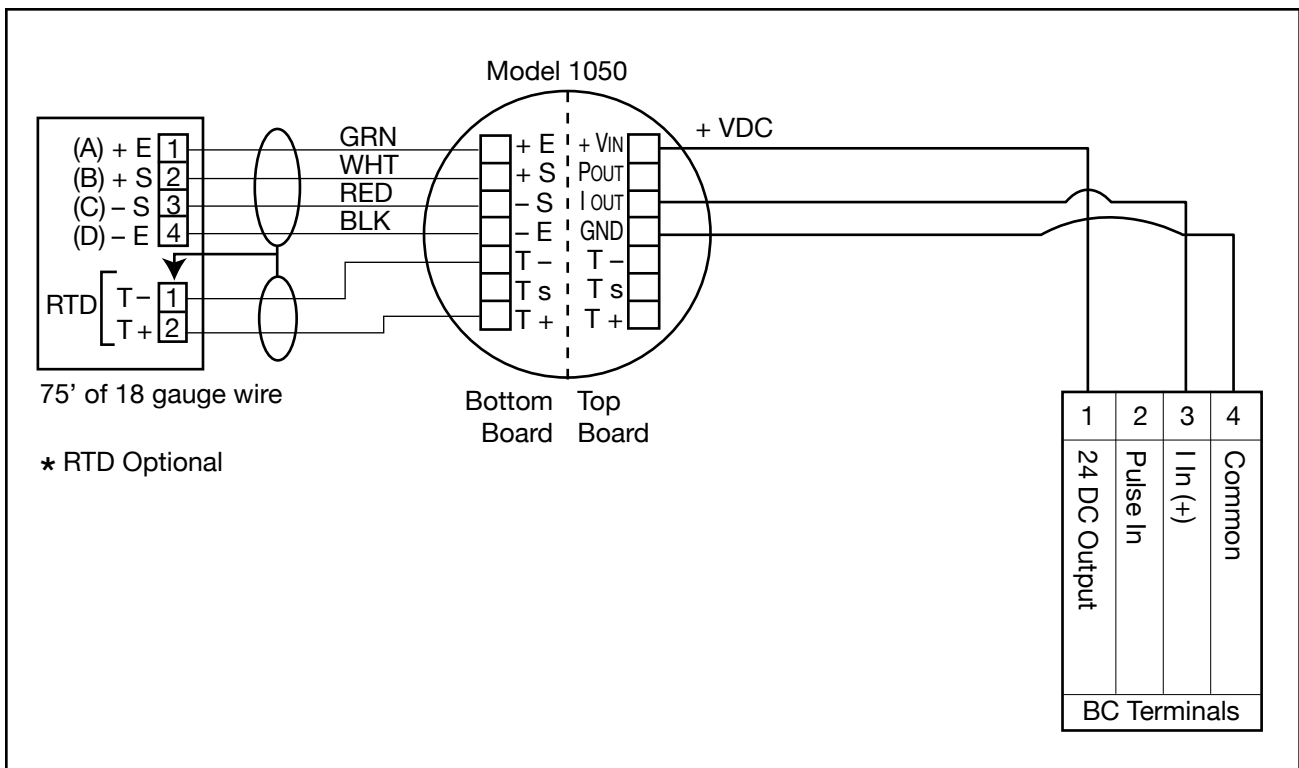 Model 1050
(A) + E 1
(B) + S 2
(C) – S 3
(D) – E 4
RTD
T – 1
T + 2
GRN
WHT
RED
BLK
+ E
+ S
– S
– E
T –
T s
T +
+ VIN
POUT
I OUT
GND
T –
T s
T +
+ VDC
75’ of 18 gauge wire
* RTD Optional
Bottom
Board
Top
Board
1 2 3 4
24 DC Output
Pulse In
I In (+)
Common
BC Terminals